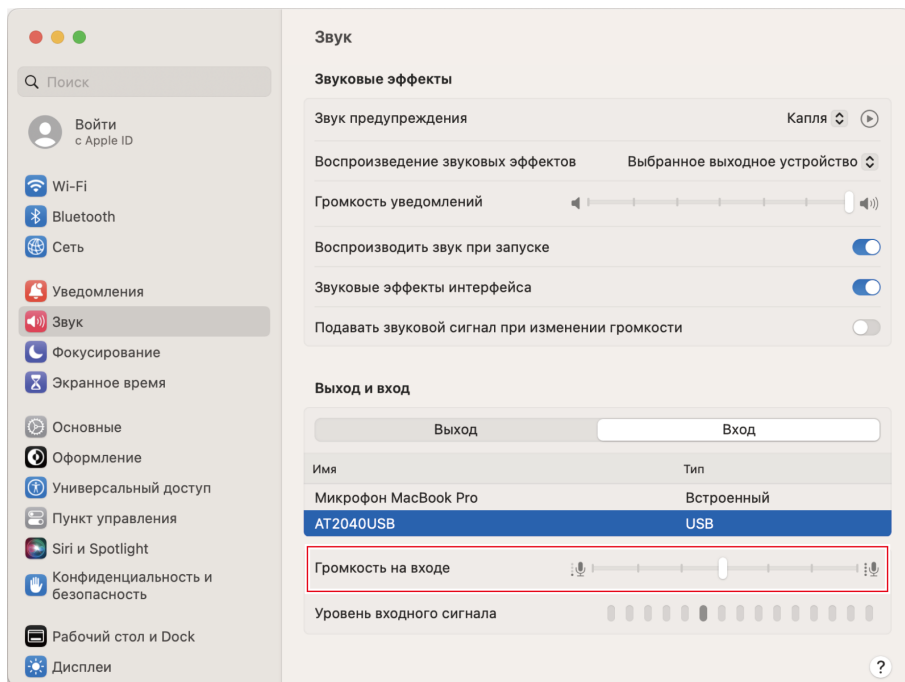 Поиск
Войти
с Apple ID
Wi-Fi
Bluetooth
Сеть
Уведомления
Звук
Фокусирование
Экранное время
Основные
Оформление
Универсальный доступ
Пункт управления
Siri и Spotlight
Конфиденциальность и
безопасность
Рабочий стол и Dock
Дисплеи
Звук
Звуковые эффекты
Звук предупреждения Капля
Воспроизведение звуковых эффектов Выбранное выходное устройство
Громкость уведомлений
Воспроизводить звук при запуске
Звуковые эффекты интерфейса
Подавать звуковой сигнал при изменении громкости
Выход и вход
Выход Вход
Имя Тип
Микрофон MacBook Pro Встроенный
AT2040USB USB
Громкость на входе
Уровень входного сигнала
?